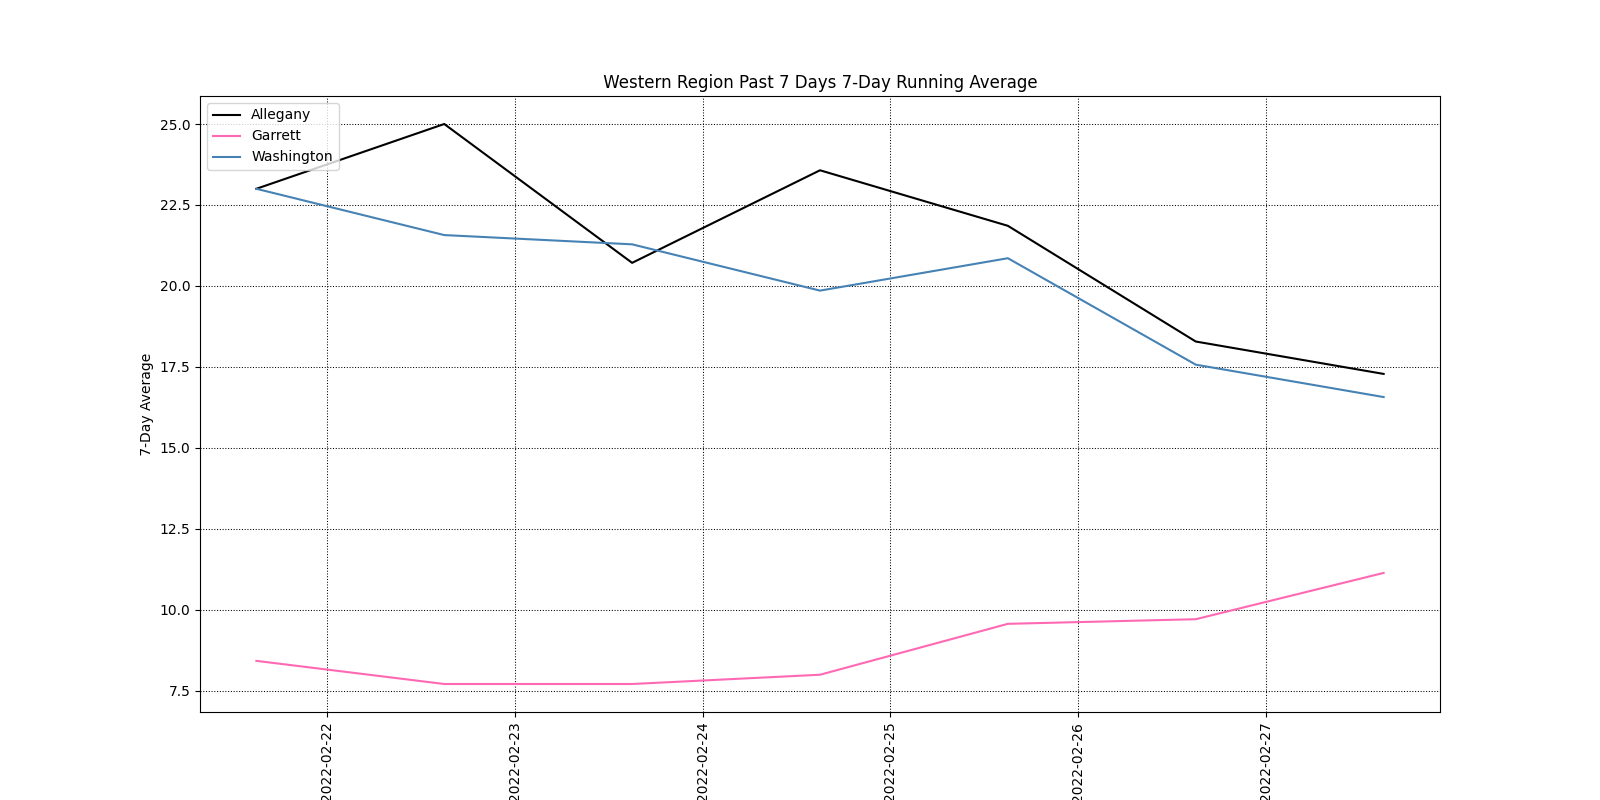 Western Region Past 7 Days 7-Day Running Average
Allegany
Garrett
Washington
7-Day Average
25.0
22.5
20.0
17.5
15.0
12.5
10.0
7.5
2022-02-22
2022-02-23
2022-02-24
2022-02-25
2022-02-26
2022-02-27